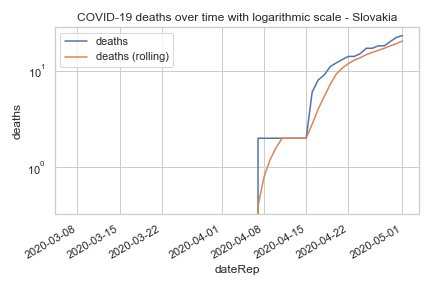 COVID-19 deaths over time with logarithmic scale - Slovakia
deaths
deaths (rolling)
10¹
10⁰
deaths
2020-03-08
2020-03-15
2020-03-22
2020-04-01
2020-04-08
2020-04-15
2020-04-22
2020-05-01
dateRep